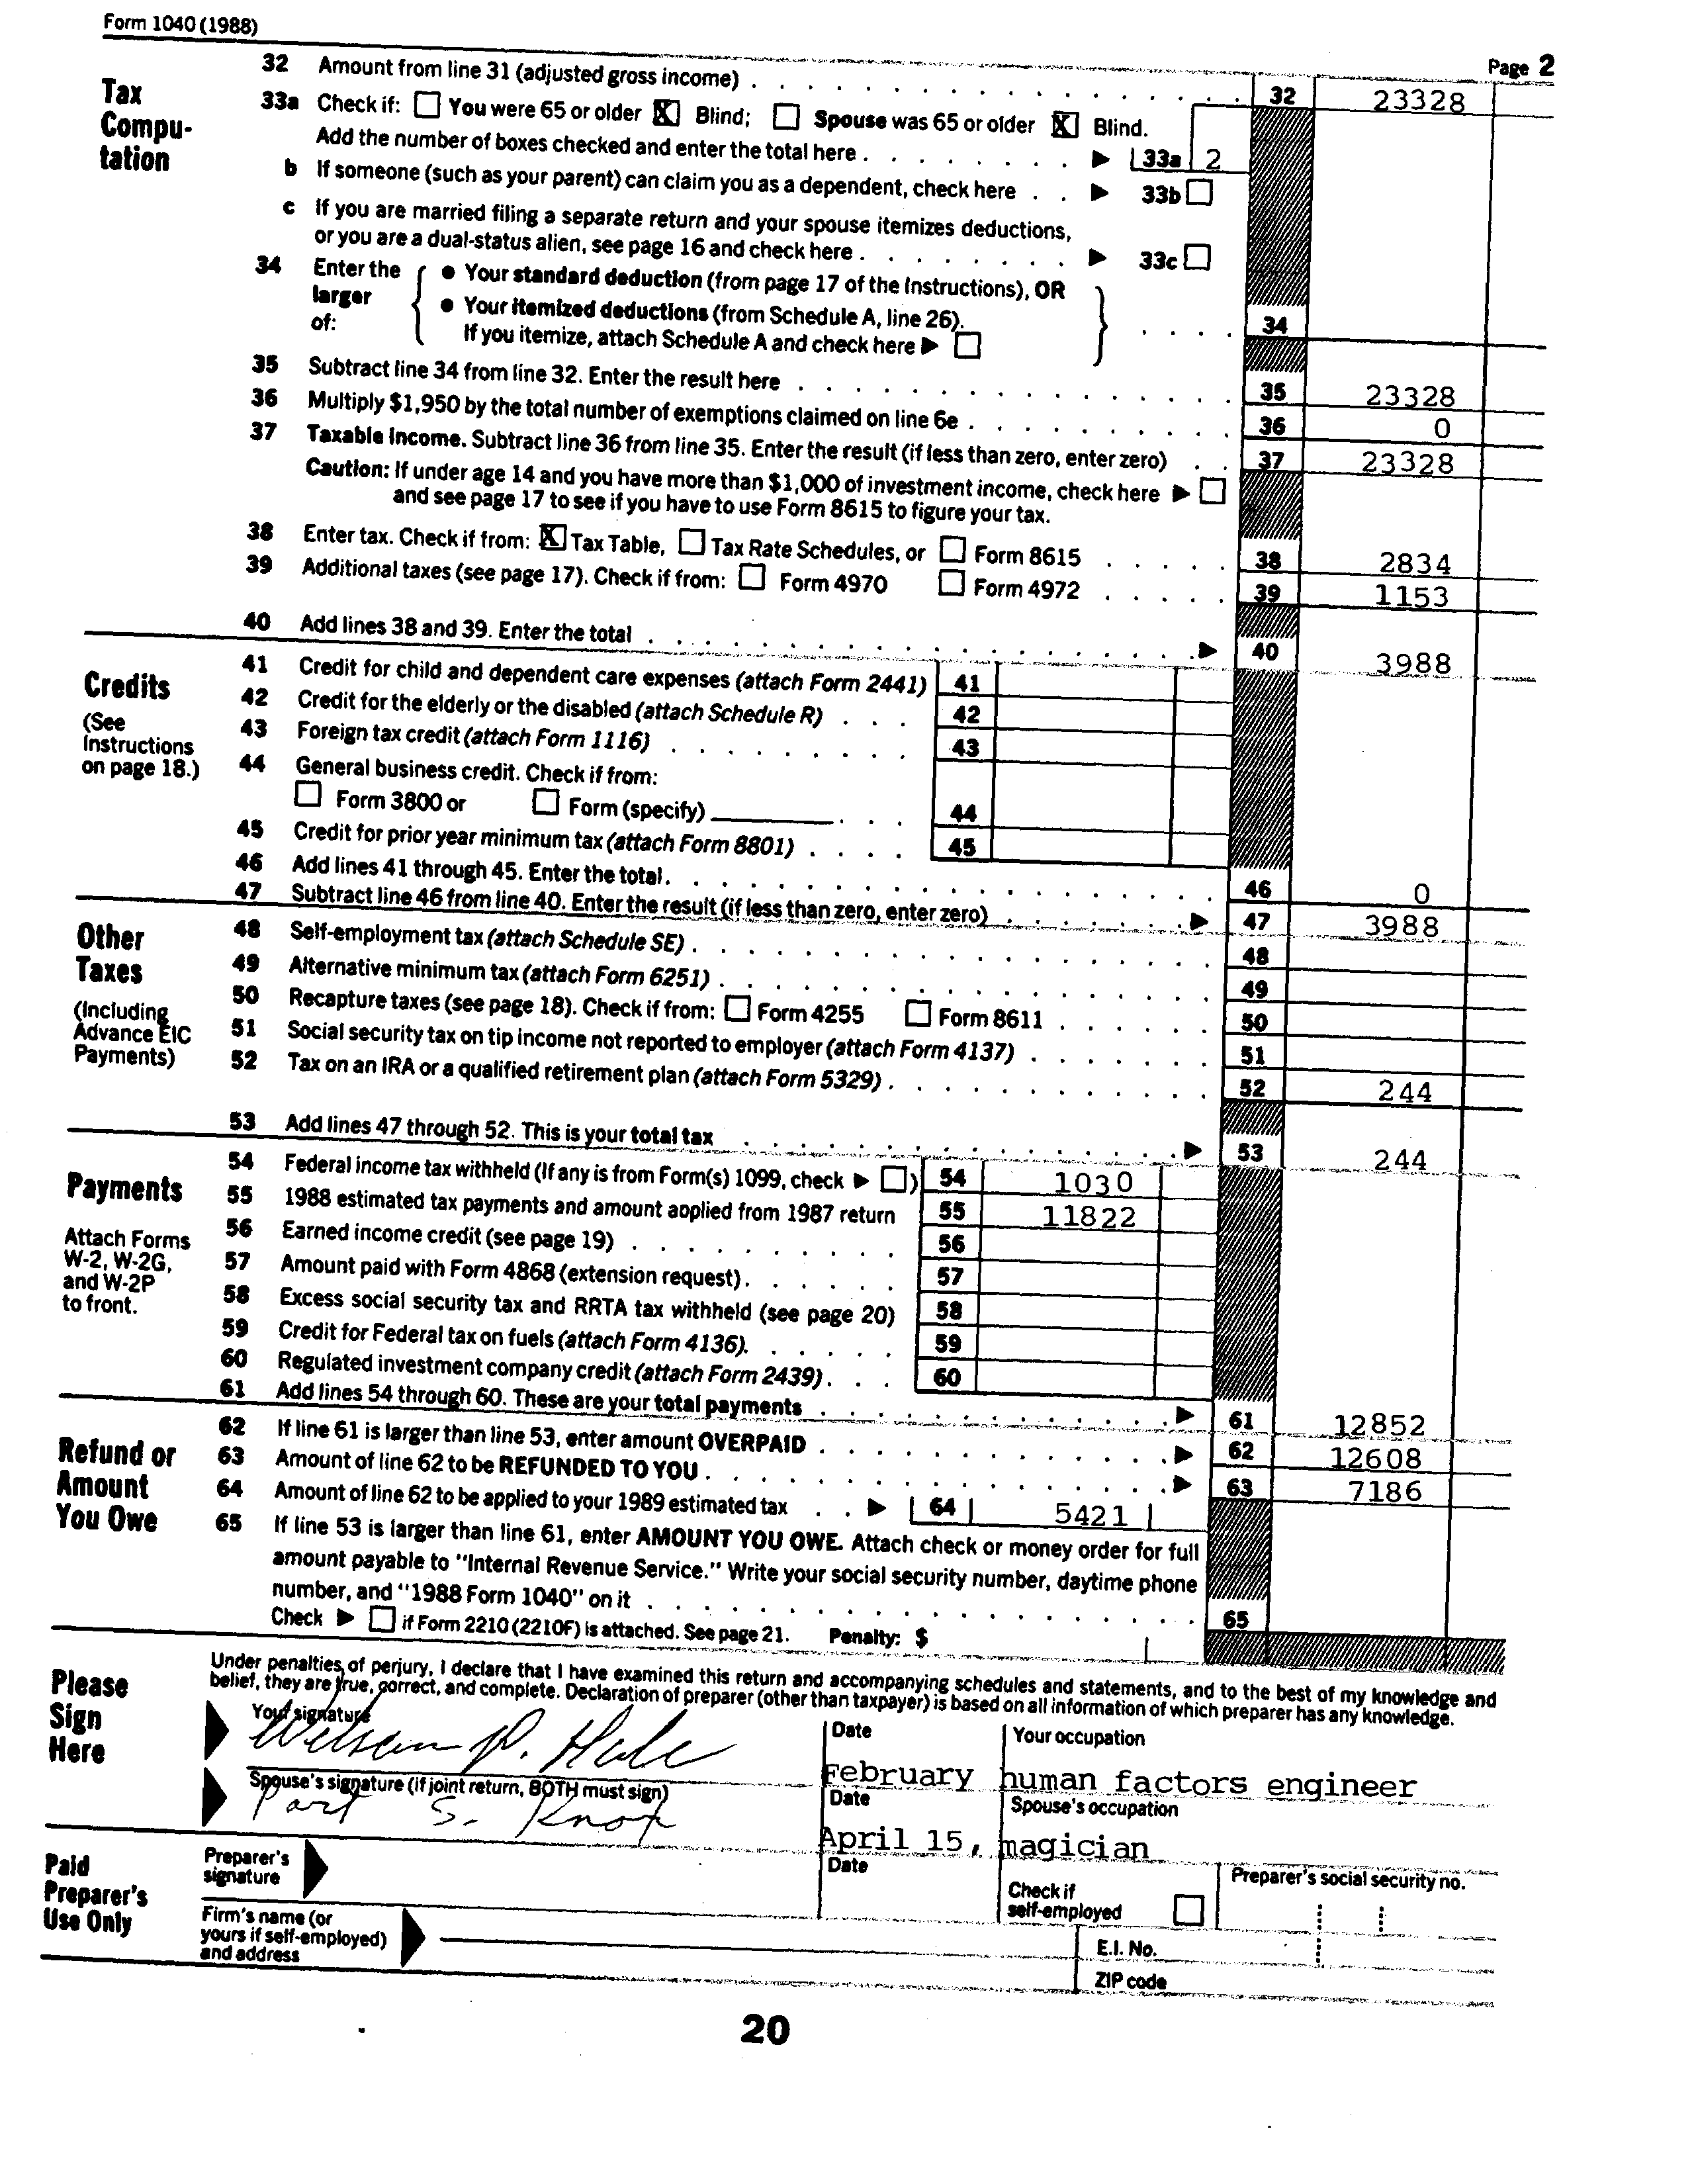 Form 1040 (1988)
Page 2
Tax Compu-tation
32 Amount from line 31 (adjusted gross income) 32 23328
33a Check if: You were 65 or older X Blind; Spouse was 65 or older X Blind.
Add the number of boxes checked and enter the total here 33a 2
b If someone (such as your parent) can claim you as a dependent, check here 33b
c If you are married filing a separate return and your spouse itemizes deductions,
or you are a dual-status alien, see page 16 and check here 33c
34 Enter the larger of:
• Your standard deduction (from page 17 of the Instructions), OR
• Your itemized deductions (from Schedule A, line 26).
If you itemize, attach Schedule A and check here
34
35 Subtract line 34 from line 32. Enter the result here 35 23328
36 Multiply $1,950 by the total number of exemptions claimed on line 6e 36 0
37 Taxable income. Subtract line 36 from line 35. Enter the result (if less than zero, enter zero) 37 23328
Caution: If under age 14 and you have more than $1,000 of investment income, check here
and see page 17 to see if you have to use Form 8615 to figure your tax.
38 Enter tax. Check if from: X Tax Table, Tax Rate Schedules, or Form 8615 38 2834
39 Additional taxes (see page 17). Check if from: Form 4970 Form 4972 39 1153
40 Add lines 38 and 39. Enter the total 40 3988
Credits
(See Instructions on page 18.)
41 Credit for child and dependent care expenses (attach Form 2441) 41
42 Credit for the elderly or the disabled (attach Schedule R) 42
43 Foreign tax credit (attach Form 1116) 43
44 General business credit. Check if from:
Form 3800 or Form (specify) 44
45 Credit for prior year minimum tax (attach Form 8801) 45
46 Add lines 41 through 45. Enter the total. 46 0
47 Subtract line 46 from line 40. Enter the result (if less than zero, enter zero) 47 3988
Other Taxes
(Including Advance EIC Payments)
48 Self-employment tax (attach Schedule SE) 48
49 Alternative minimum tax (attach Form 6251) 49
50 Recapture taxes (see page 18). Check if from: Form 4255 Form 8611 50
51 Social security tax on tip income not reported to employer (attach Form 4137) 51
52 Tax on an IRA or a qualified retirement plan (attach Form 5329) 52 244
53 Add lines 47 through 52. This is your total tax 53 244
Payments
Attach Forms W-2, W-2G, and W-2P to front.
54 Federal income tax withheld (If any is from Form(s) 1099, check ) 54 1030
55 1988 estimated tax payments and amount applied from 1987 return 55 11822
56 Earned income credit (see page 19) 56
57 Amount paid with Form 4868 (extension request) 57
58 Excess social security tax and RRTA tax withheld (see page 20) 58
59 Credit for Federal tax on fuels (attach Form 4136). 59
60 Regulated investment company credit (attach Form 2439) 60
61 Add lines 54 through 60. These are your total payments 61 12852
Refund or Amount You Owe
62 If line 61 is larger than line 53, enter amount OVERPAID 62 12608
63 Amount of line 62 to be REFUNDED TO YOU 63 7186
64 Amount of line 62 to be applied to your 1989 estimated tax 64 5421
65 If line 53 is larger than line 61, enter AMOUNT YOU OWE. Attach check or money order for full
amount payable to "Internal Revenue Service." Write your social security number, daytime phone
number, and "1988 Form 1040" on it
65
Check if Form 2210 (2210F) is attached. See page 21. Penalty: $
Please Sign Here
Under penalties of perjury, I declare that I have examined this return and accompanying schedules and statements, and to the best of my knowledge and
belief, they are true, correct, and complete. Declaration of preparer (other than taxpayer) is based on all information of which preparer has any knowledge.
Your signature Date Your occupation
Wilson P. Hale February human factors engineer
Spouse's signature (if joint return, BOTH must sign) Date Spouse's occupation
Part S. Knox April 15, magician
Paid Preparer's Use Only
Preparer's signature Date Check if self-employed Preparer's social security no.
Firm's name (or yours if self-employed) and address
E.I. No.
ZIP code
20